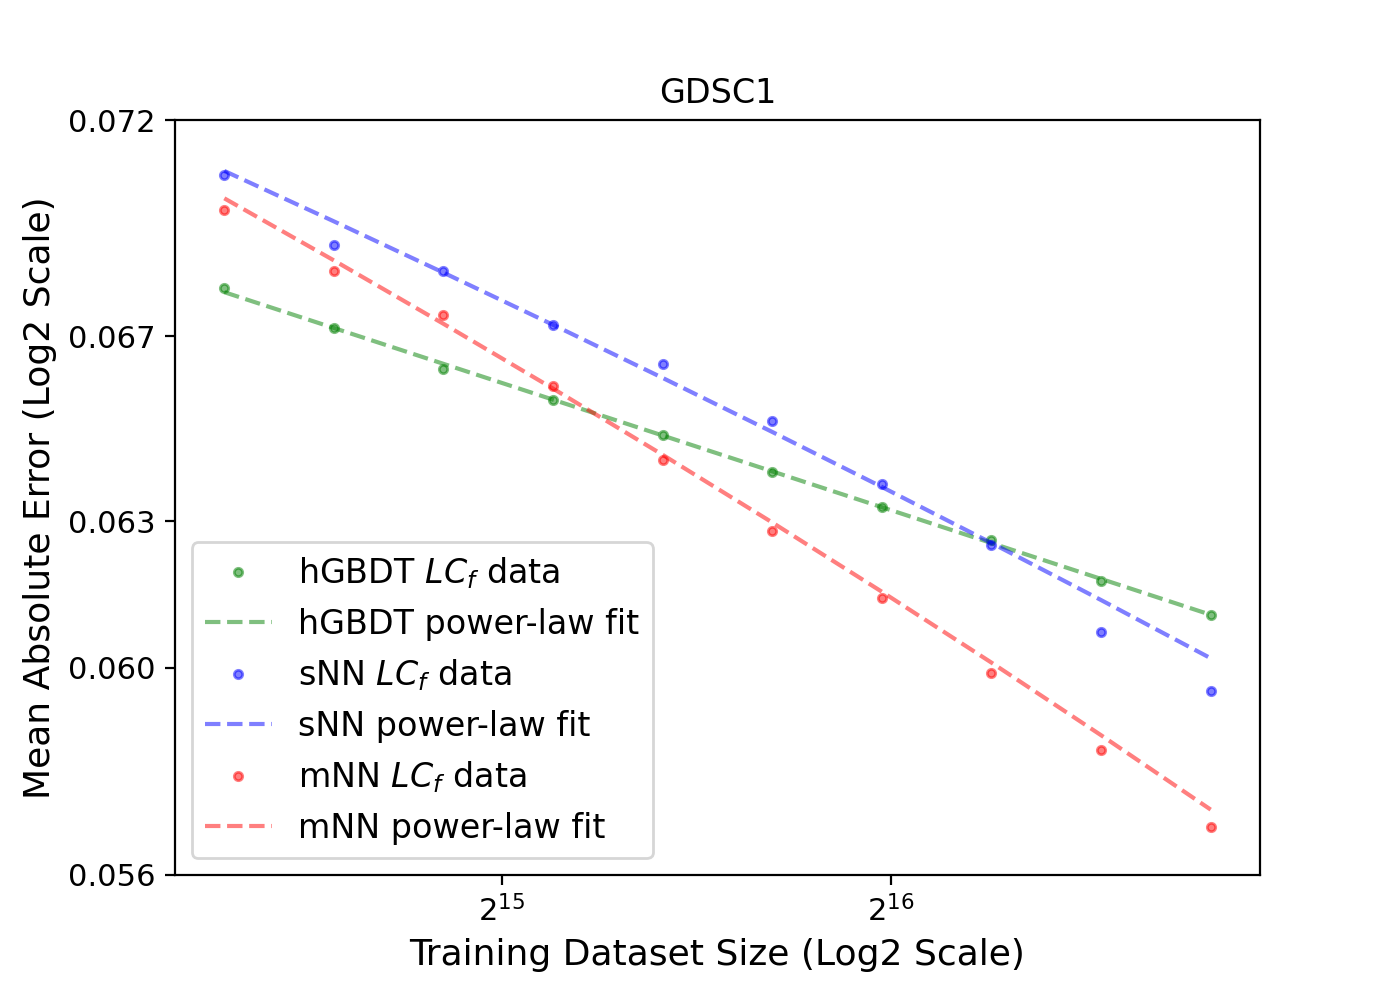 GDSC1
Mean Absolute Error (Log2 Scale)
0.072
0.067
0.063
0.060
0.056
hGBDT LC_f data
hGBDT power-law fit
sNN LC_f data
sNN power-law fit
mNN LC_f data
mNN power-law fit
2^15
2^16
Training Dataset Size (Log2 Scale)